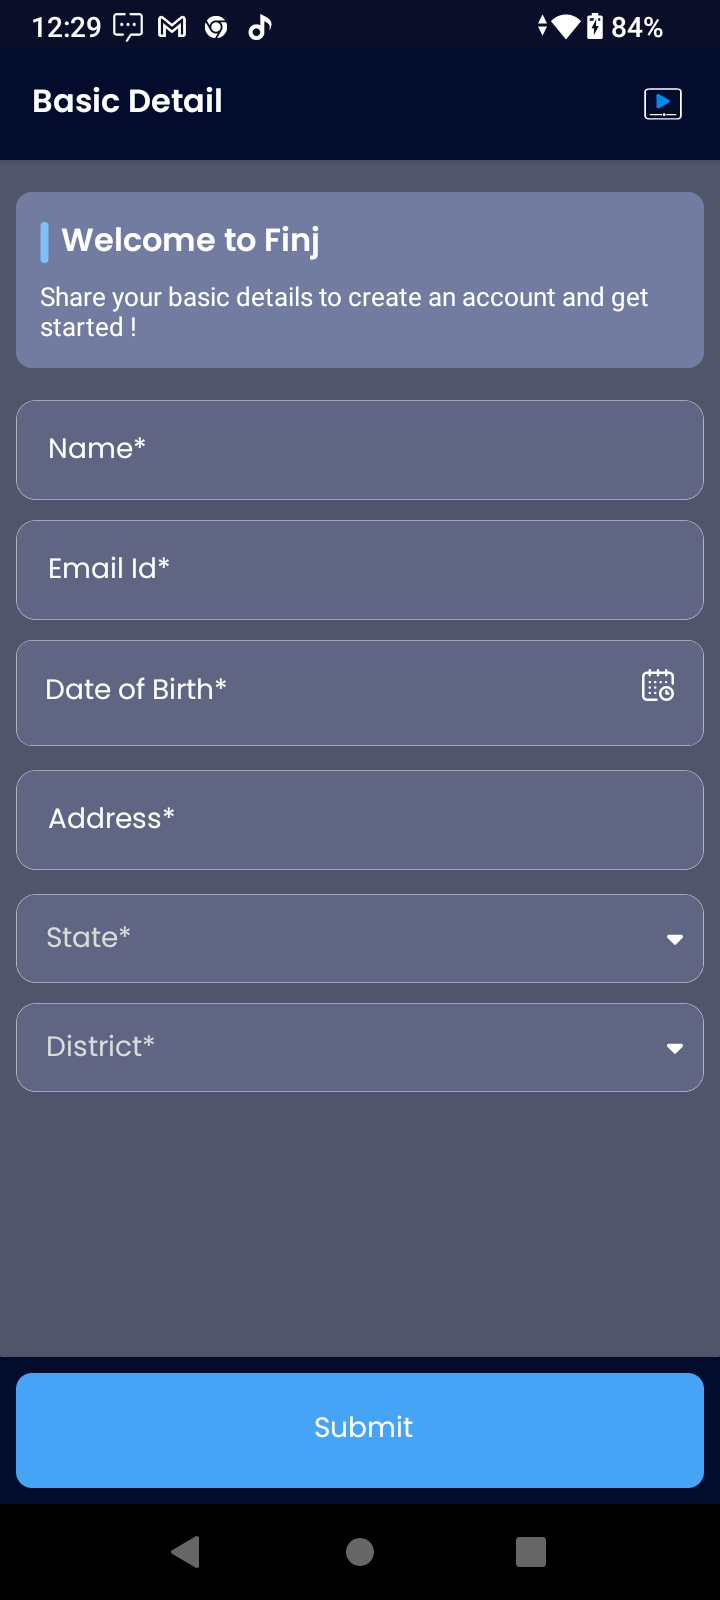 12:29
84%
Basic Detail
Welcome to Finj
Share your basic details to create an account and get
started !
Name*
Email Id*
Date of Birth*
Address*
State*
District*
Submit